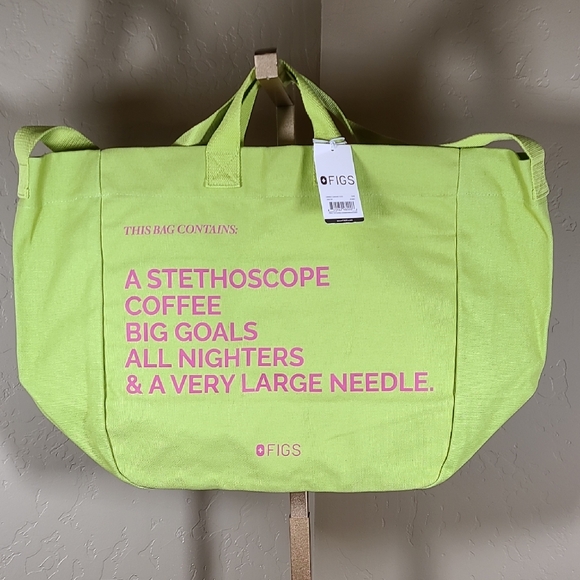 FIGS
THIS BAG CONTAINS:
A STETHOSCOPE
COFFEE
BIG GOALS
ALL NIGHTERS
& A VERY LARGE NEEDLE.
FIGS